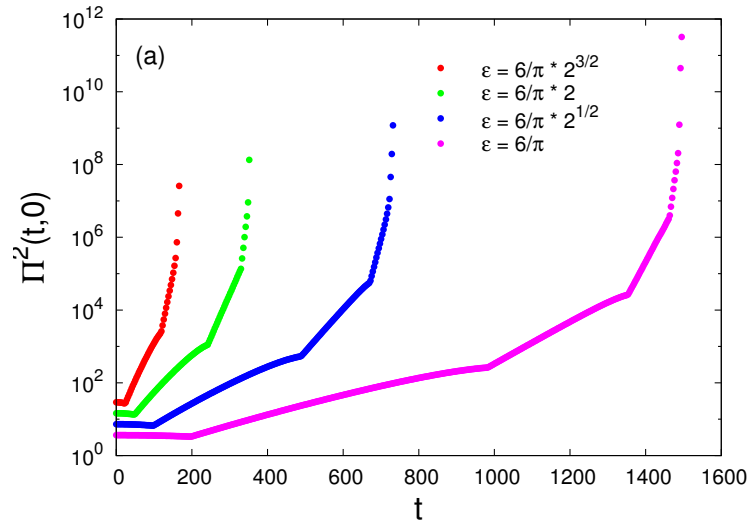 10^12
(a)
ε = 6/π * 2^3/2
10^10
ε = 6/π * 2
ε = 6/π * 2^1/2
10^8
ε = 6/π
Π^2(t,0)
10^6
10^4
10^2
10^0
0 200 400 600 800 1000 1200 1400 1600
t